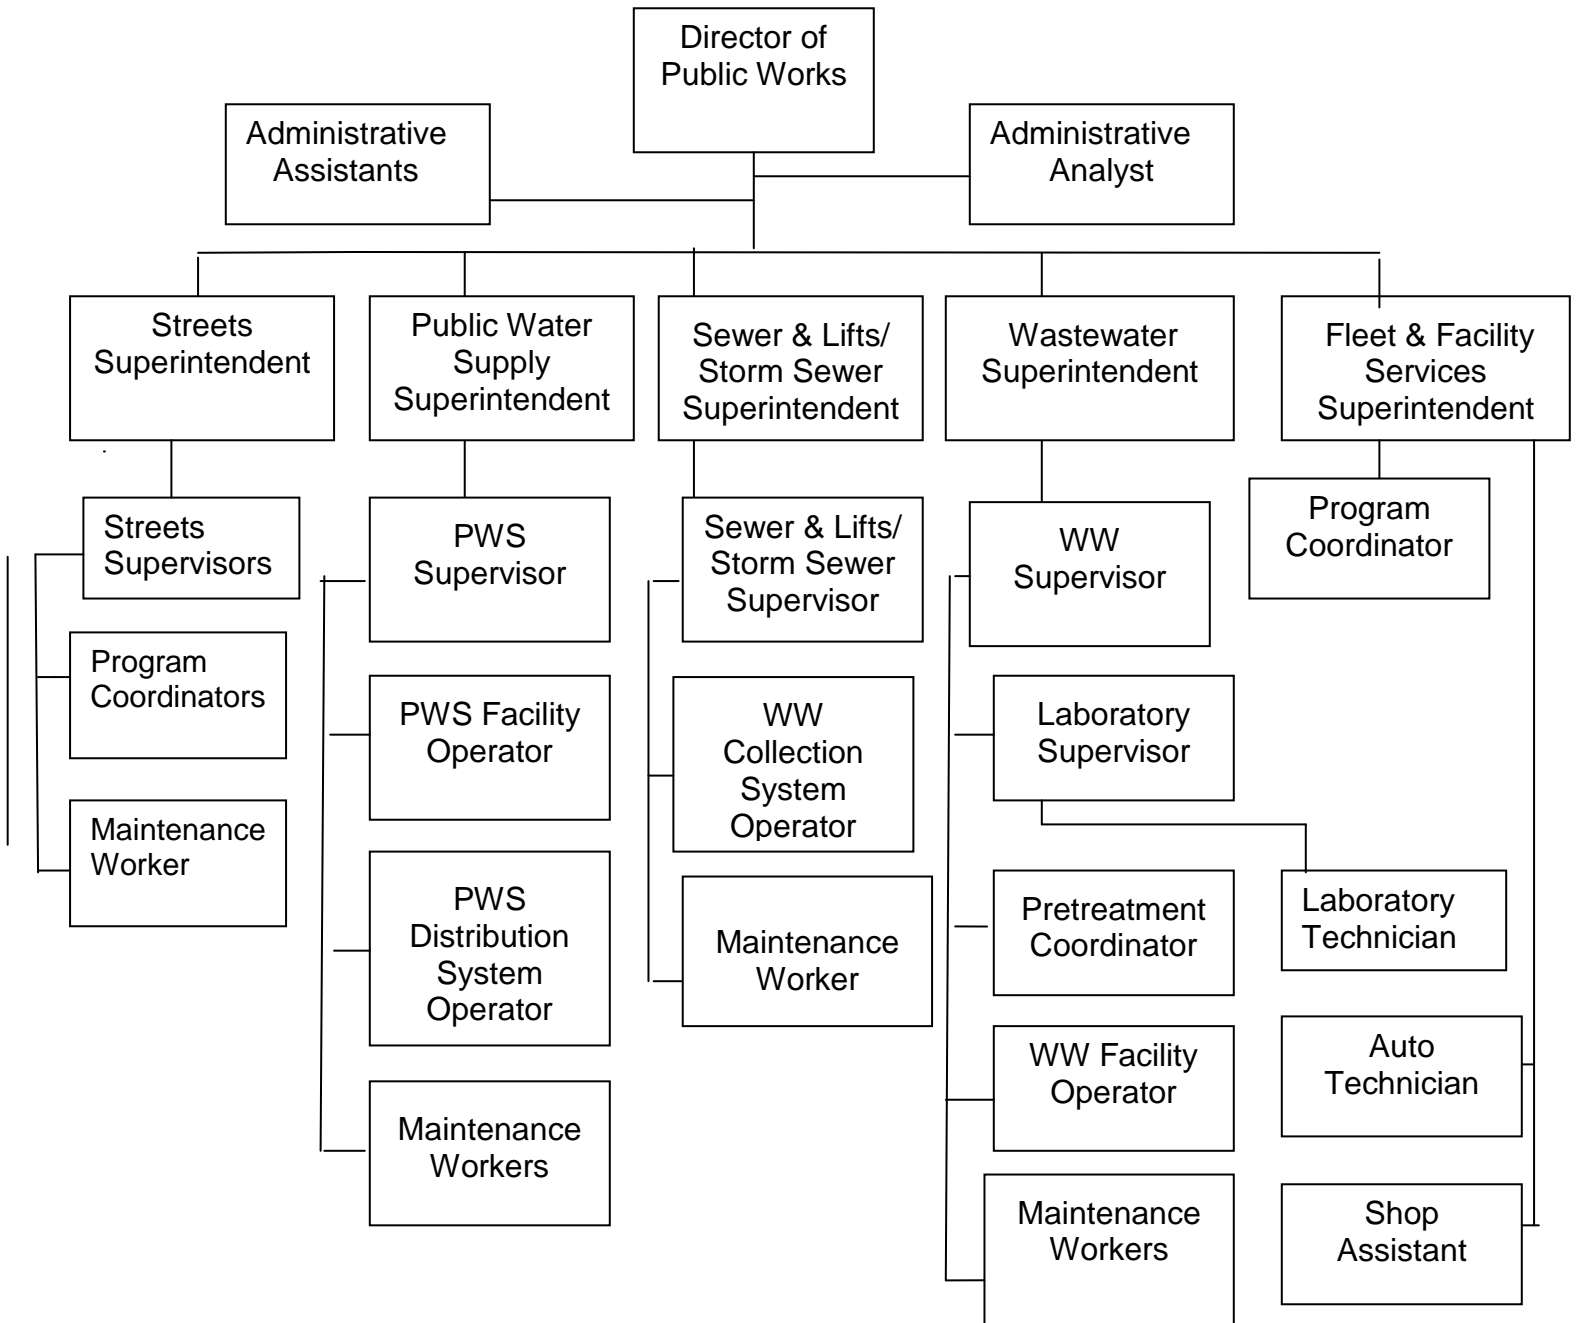 Director of
Public Works
Administrative
Assistants
Administrative
Analyst
Streets
Superintendent
Public Water
Supply
Superintendent
Sewer & Lifts/
Storm Sewer
Superintendent
Wastewater
Superintendent
Fleet & Facility
Services
Superintendent
Streets
Supervisors
Program
Coordinators
Maintenance
Worker
PWS
Supervisor
PWS Facility
Operator
PWS
Distribution
System
Operator
Maintenance
Workers
Sewer & Lifts/
Storm Sewer
Supervisor
WW
Collection
System
Operator
Maintenance
Worker
WW
Supervisor
Laboratory
Supervisor
Pretreatment
Coordinator
WW Facility
Operator
Maintenance
Workers
Program
Coordinator
Laboratory
Technician
Auto
Technician
Shop
Assistant